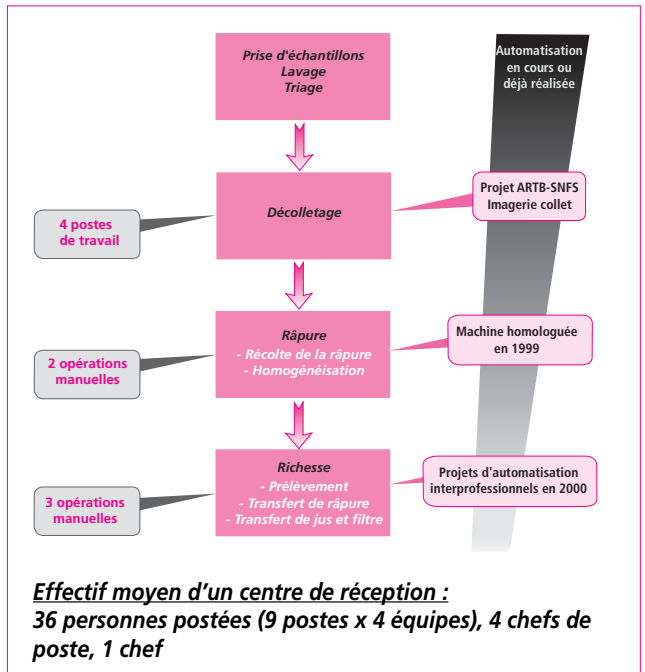 Prise d'échantillons
Lavage
Triage
Automatisation
en cours ou
déjà réalisée
Projet ARTB-SNFS
Imagerie collet
Décolletage
4 postes
de travail
Râpure
- Récolte de la râpure
- Homogénéisation
Machine homologuée
en 1999
2 opérations
manuelles
Richesse
- Prélèvement
- Transfert de râpure
- Transfert de jus et filtre
Projets d'automatisation
interprofessionnels en 2000
3 opérations
manuelles
Effectif moyen d'un centre de réception :
36 personnes postées (9 postes x 4 équipes), 4 chefs de
poste, 1 chef